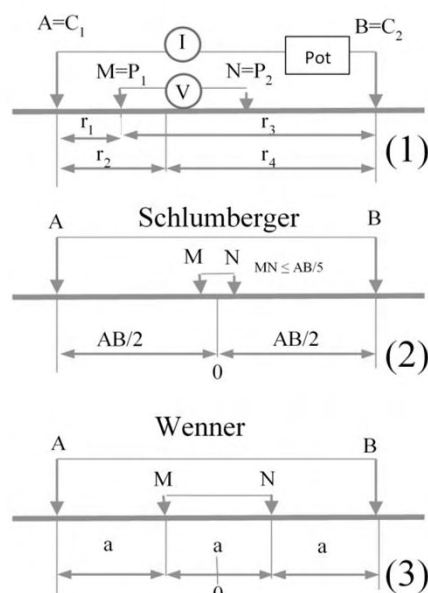 A=C₁
B=C₂
I
Pot
M=P₁
N=P₂
V
r₁
r₃
r₂
r₄
(1)
Schlumberger
A
B
M N
MN ≤ AB/5
AB/2
AB/2
0
(2)
Wenner
A
B
M
N
a
a
a
0
(3)